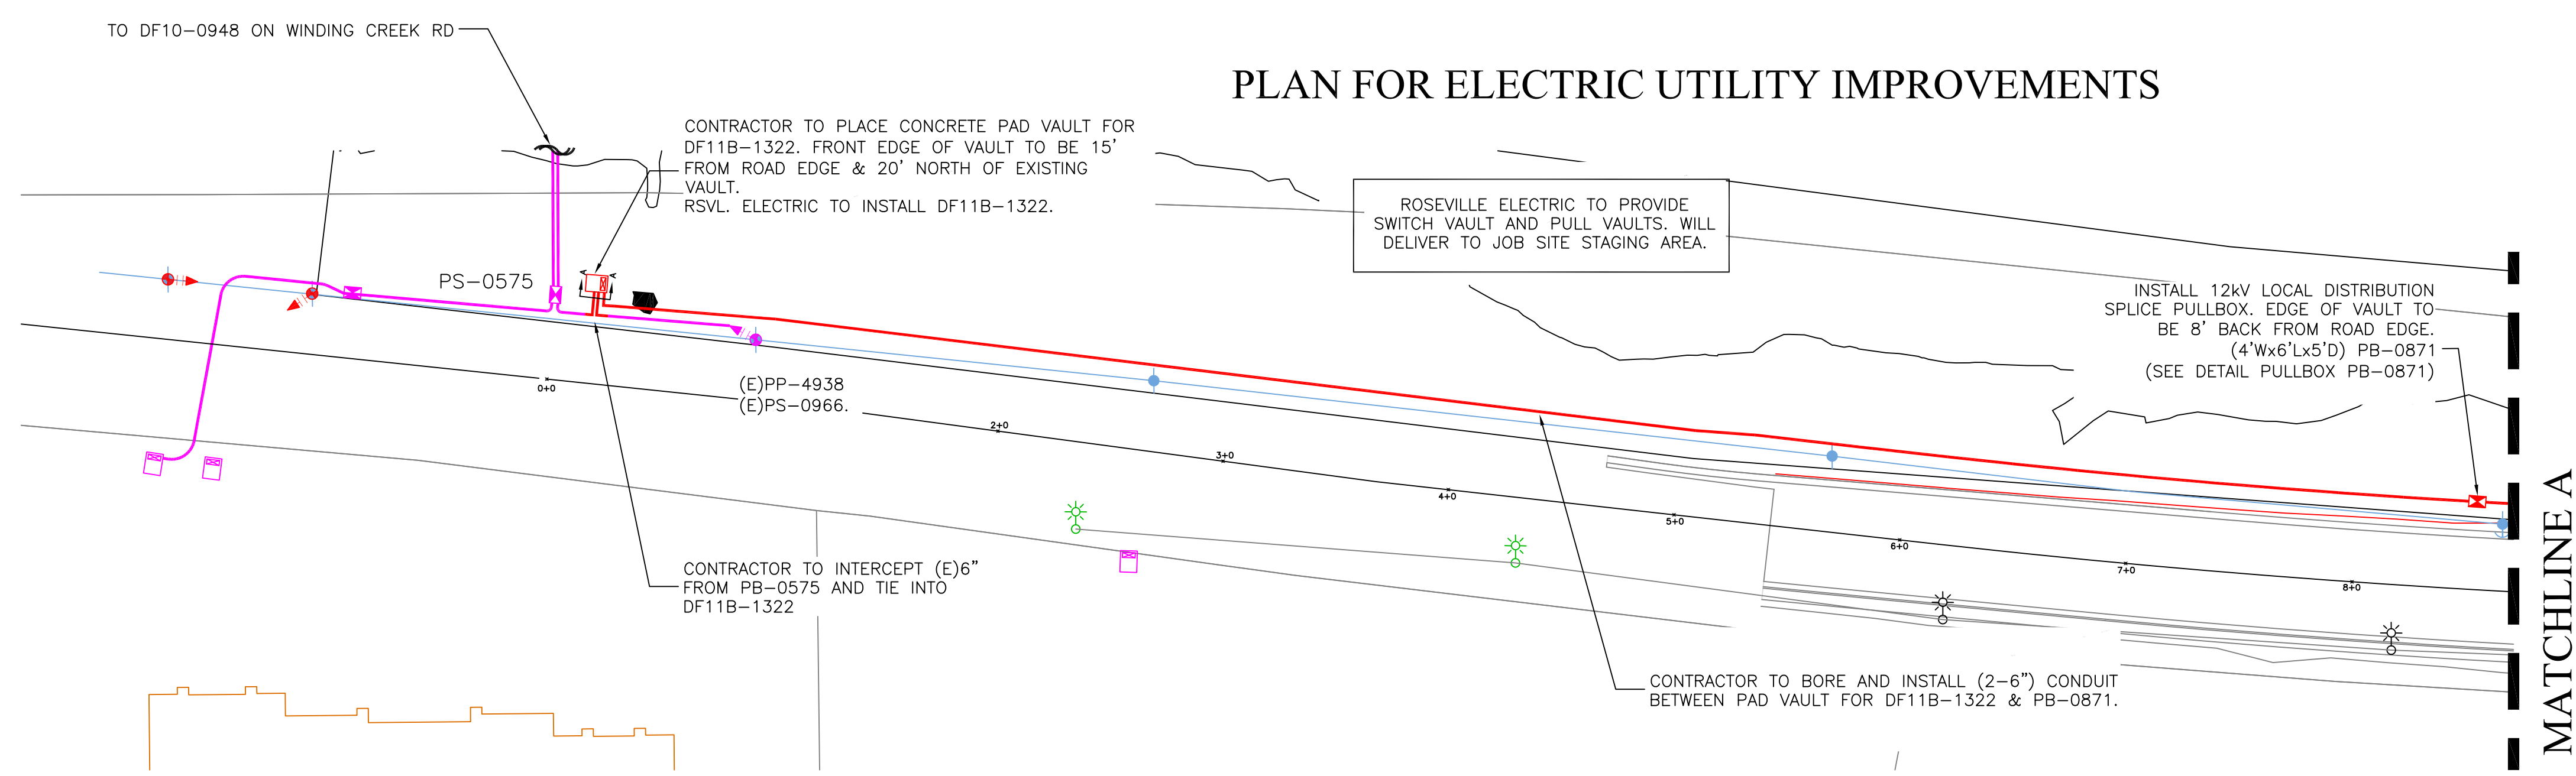 TO DF10-0948 ON WINDING CREEK RD
PLAN FOR ELECTRIC UTILITY IMPROVEMENTS
CONTRACTOR TO PLACE CONCRETE PAD VAULT FOR
DF11B-1322. FRONT EDGE OF VAULT TO BE 15'
FROM ROAD EDGE & 20' NORTH OF EXISTING
VAULT.
RSVL. ELECTRIC TO INSTALL DF11B-1322.
ROSEVILLE ELECTRIC TO PROVIDE
SWITCH VAULT AND PULL VAULTS. WILL
DELIVER TO JOB SITE STAGING AREA.
PS-0575
A
A
INSTALL 12kV LOCAL DISTRIBUTION
SPLICE PULLBOX. EDGE OF VAULT TO
BE 8' BACK FROM ROAD EDGE.
(4'Wx6'Lx5'D) PB-0871
(SEE DETAIL PULLBOX PB-0871)
(E)PP-4938
(E)PS-0966.
0+0
2+0
3+0
4+0
5+0
6+0
7+0
8+0
CONTRACTOR TO INTERCEPT (E)6"
FROM PB-0575 AND TIE INTO
DF11B-1322
CONTRACTOR TO BORE AND INSTALL (2-6") CONDUIT
BETWEEN PAD VAULT FOR DF11B-1322 & PB-0871.
MATCHLINE A